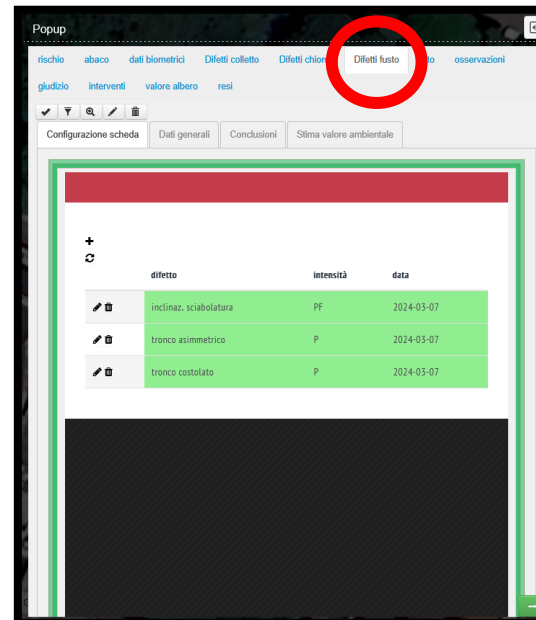 Popup
rischio abaco dati biometrici Difetti colletto Difetti chiom Difetti fusto to osservazioni
giudizio interventi valore albero resi
Configurazione scheda Dati generali Conclusioni Stima valore ambientale
difetto intensità data
inclinaz. sciabolatura PF 2024-03-07
tronco asimmetrico P 2024-03-07
tronco costolato P 2024-03-07